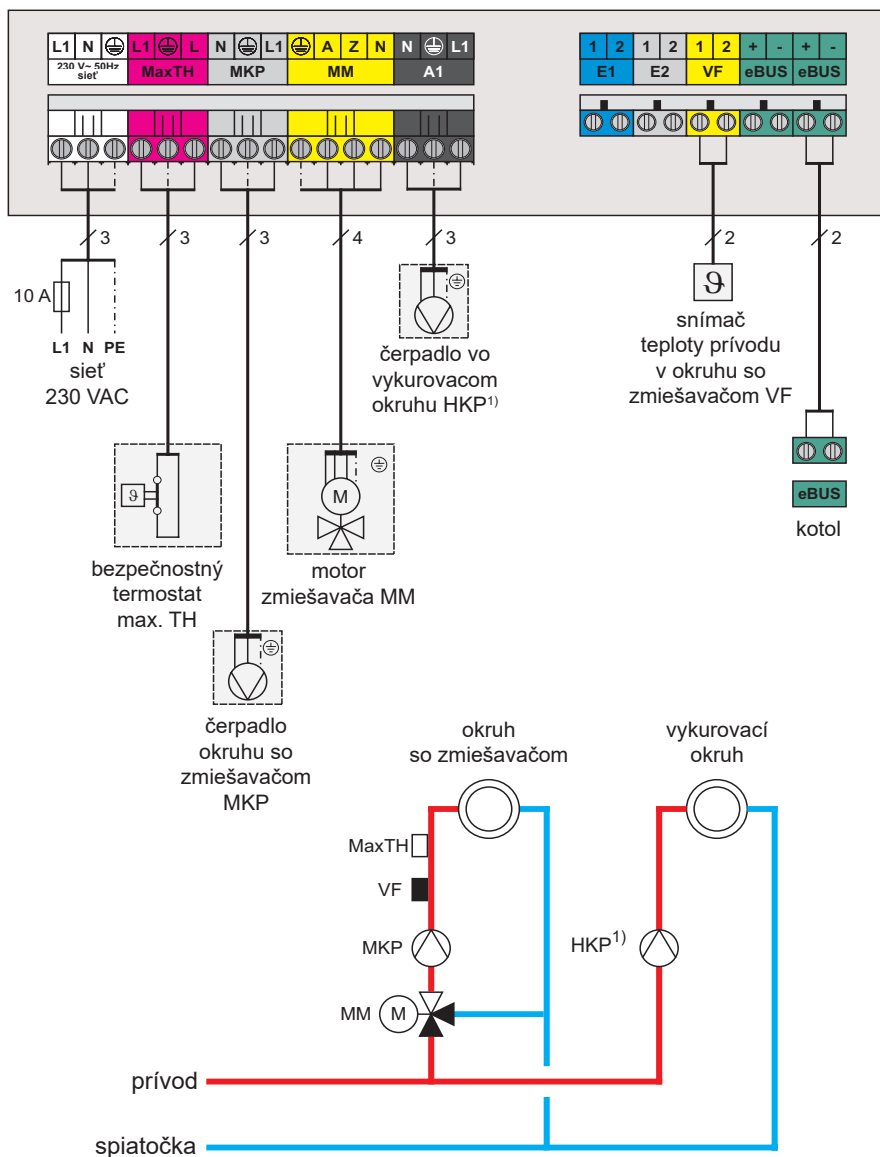 L1 N L1 L N L1 A Z N N L1 1 2 1 2 1 2 + - + -
230 V~ 50Hz
sieť
MaxTH MKP MM A1 E1 E2 VF eBUS eBUS
3 3 3 4 3 2 2
10 A
L1 N PE
sieť
230 VAC
čerpadlo vo
vykurovacom
okruhu HKP1)
ϑ
snímač
teploty prívodu
v okruhu so
zmiešavačom VF
ϑ
bezpečnostný
termostat
max. TH
M
motor
zmiešavača MM
eBUS
kotol
čerpadlo
okruhu so
zmiešavačom
MKP
okruh
so zmiešavačom
vykurovací
okruh
MaxTH
VF
MKP
HKP1)
MM M
prívod
spiatočka